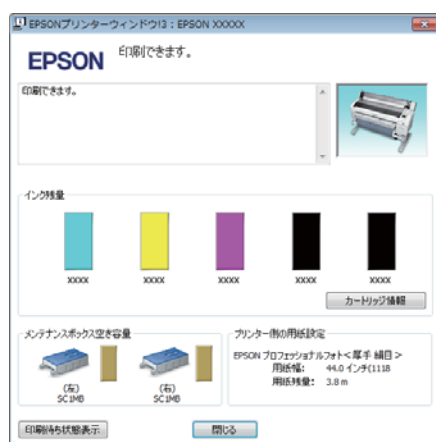 EPSONプリンターウィンドウ!3 : EPSON XXXXX
EPSON
印刷できます。
印刷できます。
インク残量
XXXX XXXX XXXX XXXX XXXX
カートリッジ情報
メンテナンスボックス空き容量
(左) (右)
SC1MB SC1MB
プリンター側の用紙設定
EPSON プロフェッショナルフォト<厚手 絹目>
用紙幅: 44.0 インチ(1118
用紙残量: 3.8 m
印刷待ち状態表示
閉じる